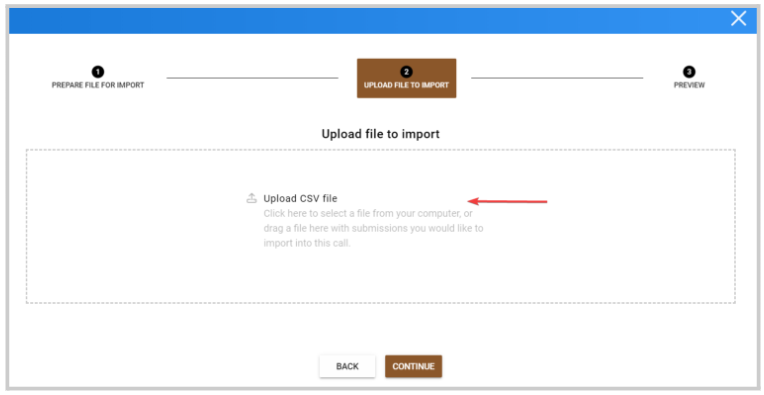 1 2 3
PREPARE FILE FOR IMPORT UPLOAD FILE TO IMPORT PREVIEW
Upload file to import
Upload CSV file
Click here to select a file from your computer, or
drag a file here with submissions you would like to
import into this call.
BACK CONTINUE